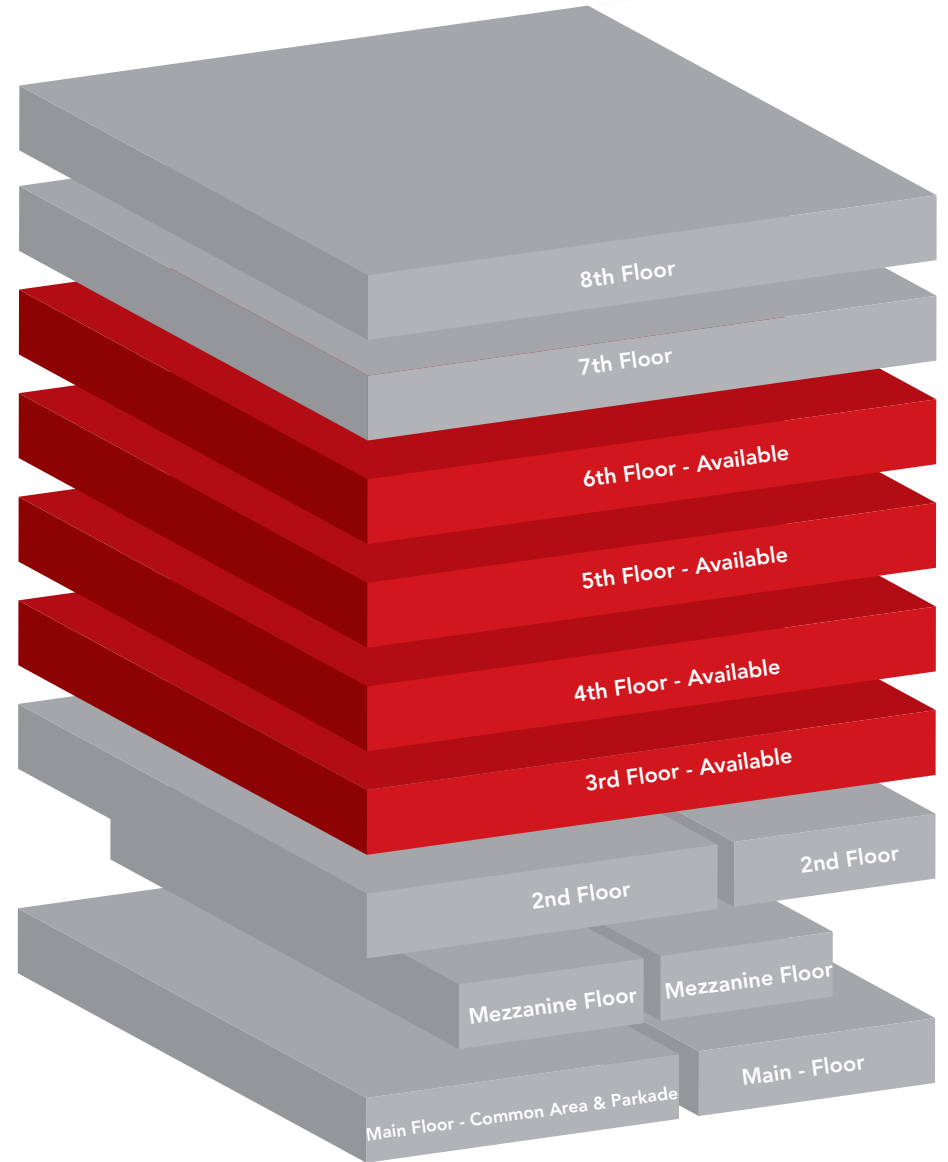 8th Floor
7th Floor
6th Floor - Available
5th Floor - Available
4th Floor - Available
3rd Floor - Available
2nd Floor
2nd Floor
Mezzanine Floor
Mezzanine Floor
Main Floor - Common Area & Parkade
Main - Floor